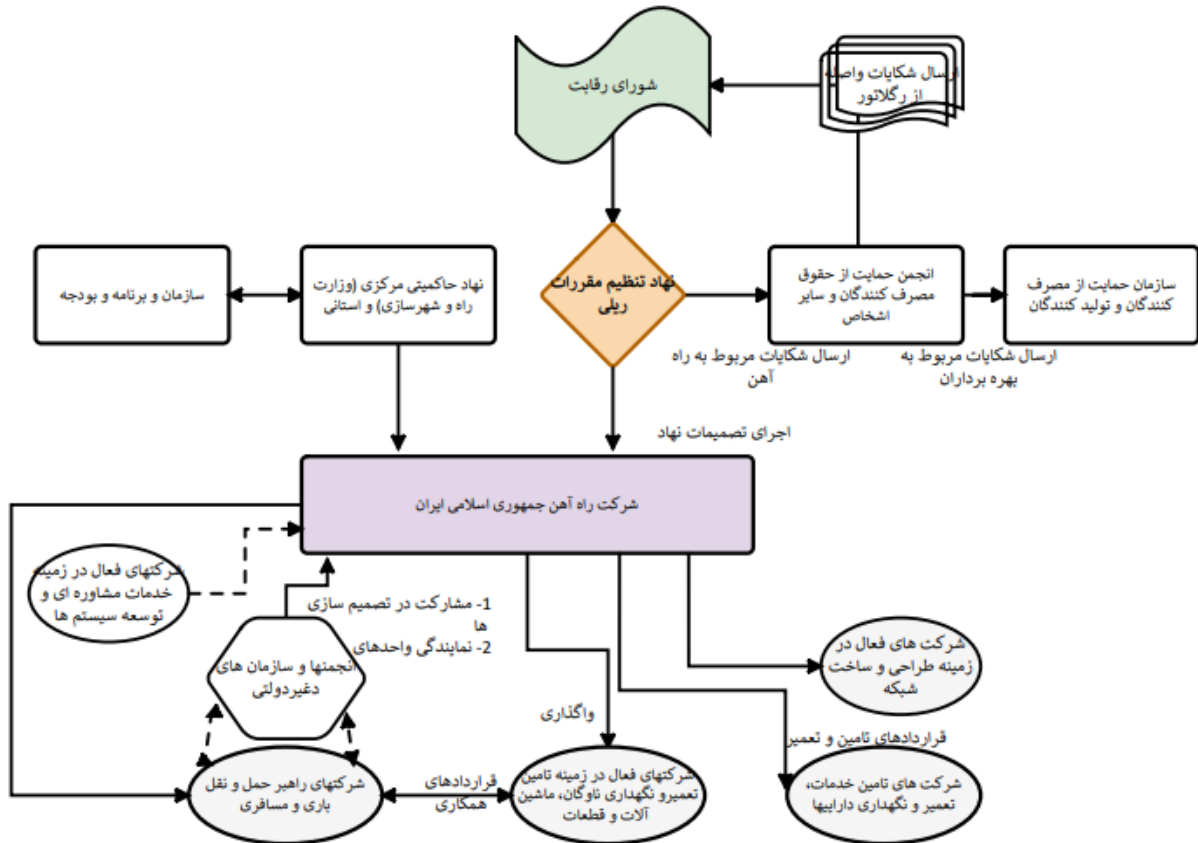 ارسال شکایات واصله
از رگلاتور
شورای رقابت
سازمان حمایت از مصرف
کنندگان و تولید کنندگان
انجمن حمایت از حقوق
مصرف کنندگان و سایر
اشخاص
نهاد تنظیم مقررات
ریلی
نهاد حاکمیتی مرکزی (وزارت
راه و شهرسازی) و استانی
سازمان و برنامه و بودجه
ارسال شکایات مربوط به
بهره برداران
ارسال شکایات مربوط به راه
آهن
اجرای تصمیمات نهاد
شرکت راه آهن جمهوری اسلامی ایران
شرکتهای فعال در زمینه
خدمات مشاوره ای و
توسعه سیستم ها
1- مشارکت در تصمیم سازی
ها
2- نمایندگی واحدهای
انجمنها و سازمان های
دغیردولتی
شرکت های فعال در
زمینه طراحی و ساخت
شبکه
واگذاری
قراردادهای تامین و تعمیر
شرکت های تامین خدمات،
تعمیر و نگهداری داراییها
شرکتهای فعال در زمینه تامین
تعمیرو نگهداری ناوگان، ماشین
آلات و قطعات
قراردادهای
همکاری
شرکتهای راهبر حمل و نقل
باری و مسافری